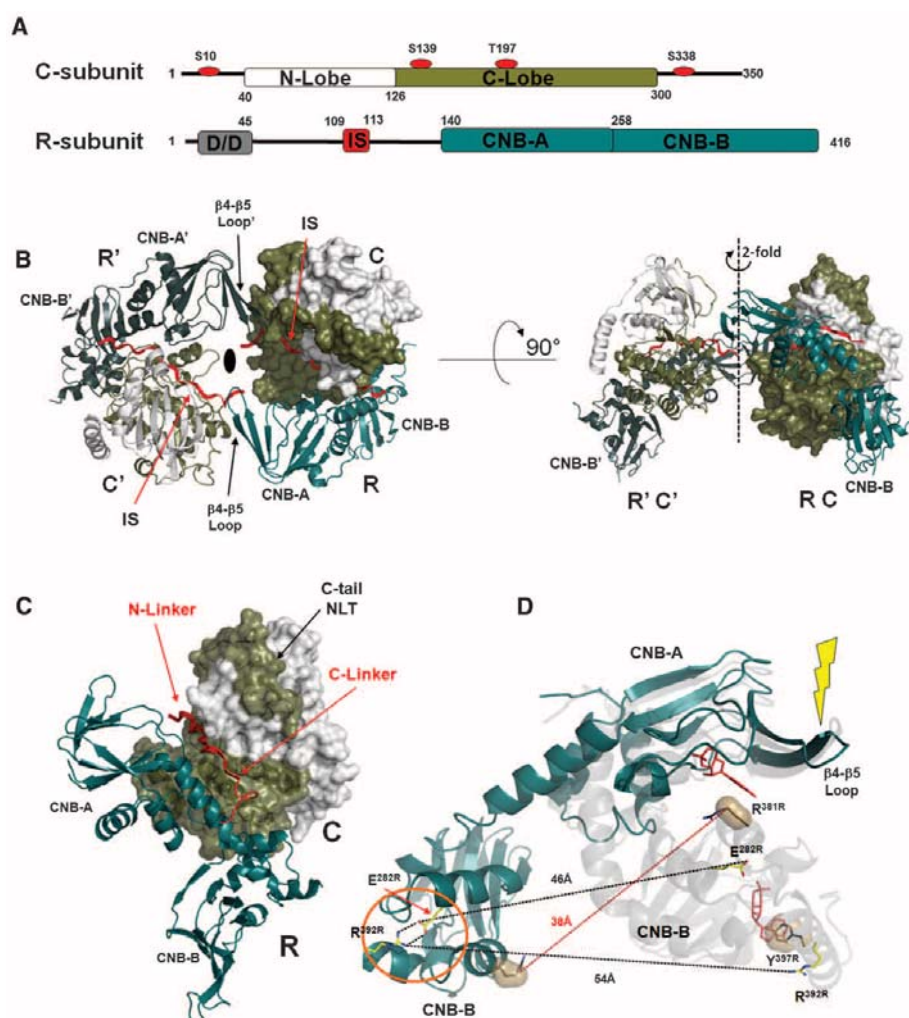 A
S10
S139
T197
S338
C-subunit
1
N-Lobe
C-Lobe
350
40
126
300
R-subunit
1
D/D
45
109
IS
113
140
CNB-A
258
CNB-B
416
B
R'
CNB-A'
β4-β5
Loop'
IS
C
CNB-B'
C'
IS
β4-β5
Loop
CNB-A
R
CNB-B
90°
2-fold
CNB-B'
R' C'
R C
CNB-B
C
N-Linker
C-tail
NLT
C-Linker
CNB-A
C
R
CNB-B
D
CNB-A
β4-β5
Loop
R381R
E282R
E282R
46Å
R392R
38Å
CNB-B
Y397R
54Å
R392R
CNB-B